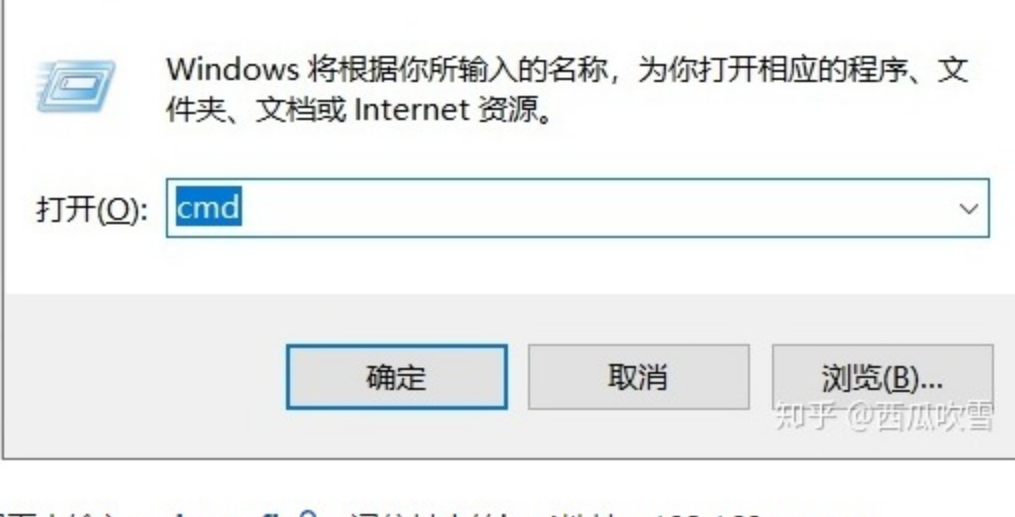 Windows 将根据你所输入的名称，为你打开相应的程序、文
件夹、文档或 Internet 资源。
打开(O): cmd
确定 取消 浏览(B)...
知乎 @西瓜吹雪